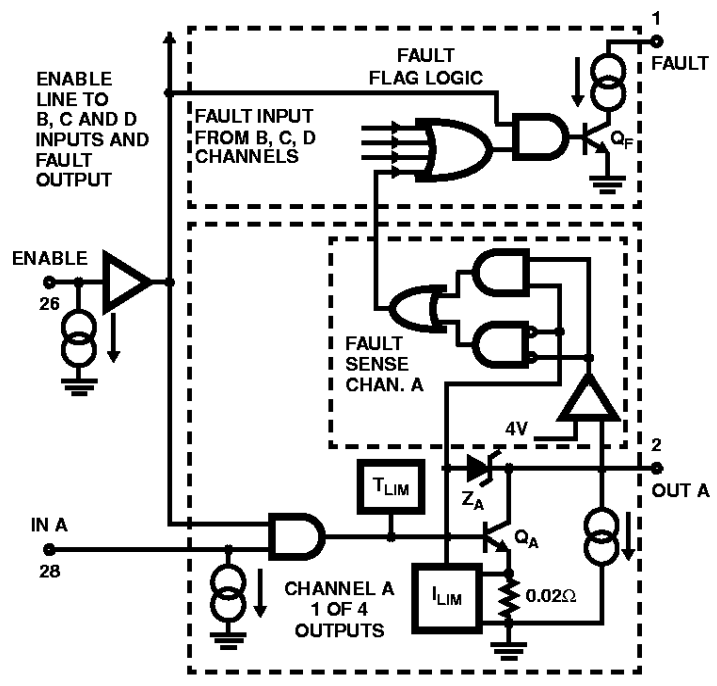 1
FAULT
FAULT
FLAG LOGIC
ENABLE
LINE TO
B, C AND D
INPUTS AND
FAULT
OUTPUT
FAULT INPUT
FROM B, C, D
CHANNELS
QF
ENABLE
26
FAULT
SENSE
CHAN. A
4V
2
OUT A
TLIM
ZA
IN A
28
QA
CHANNEL A
1 OF 4
OUTPUTS
ILIM
0.02Ω